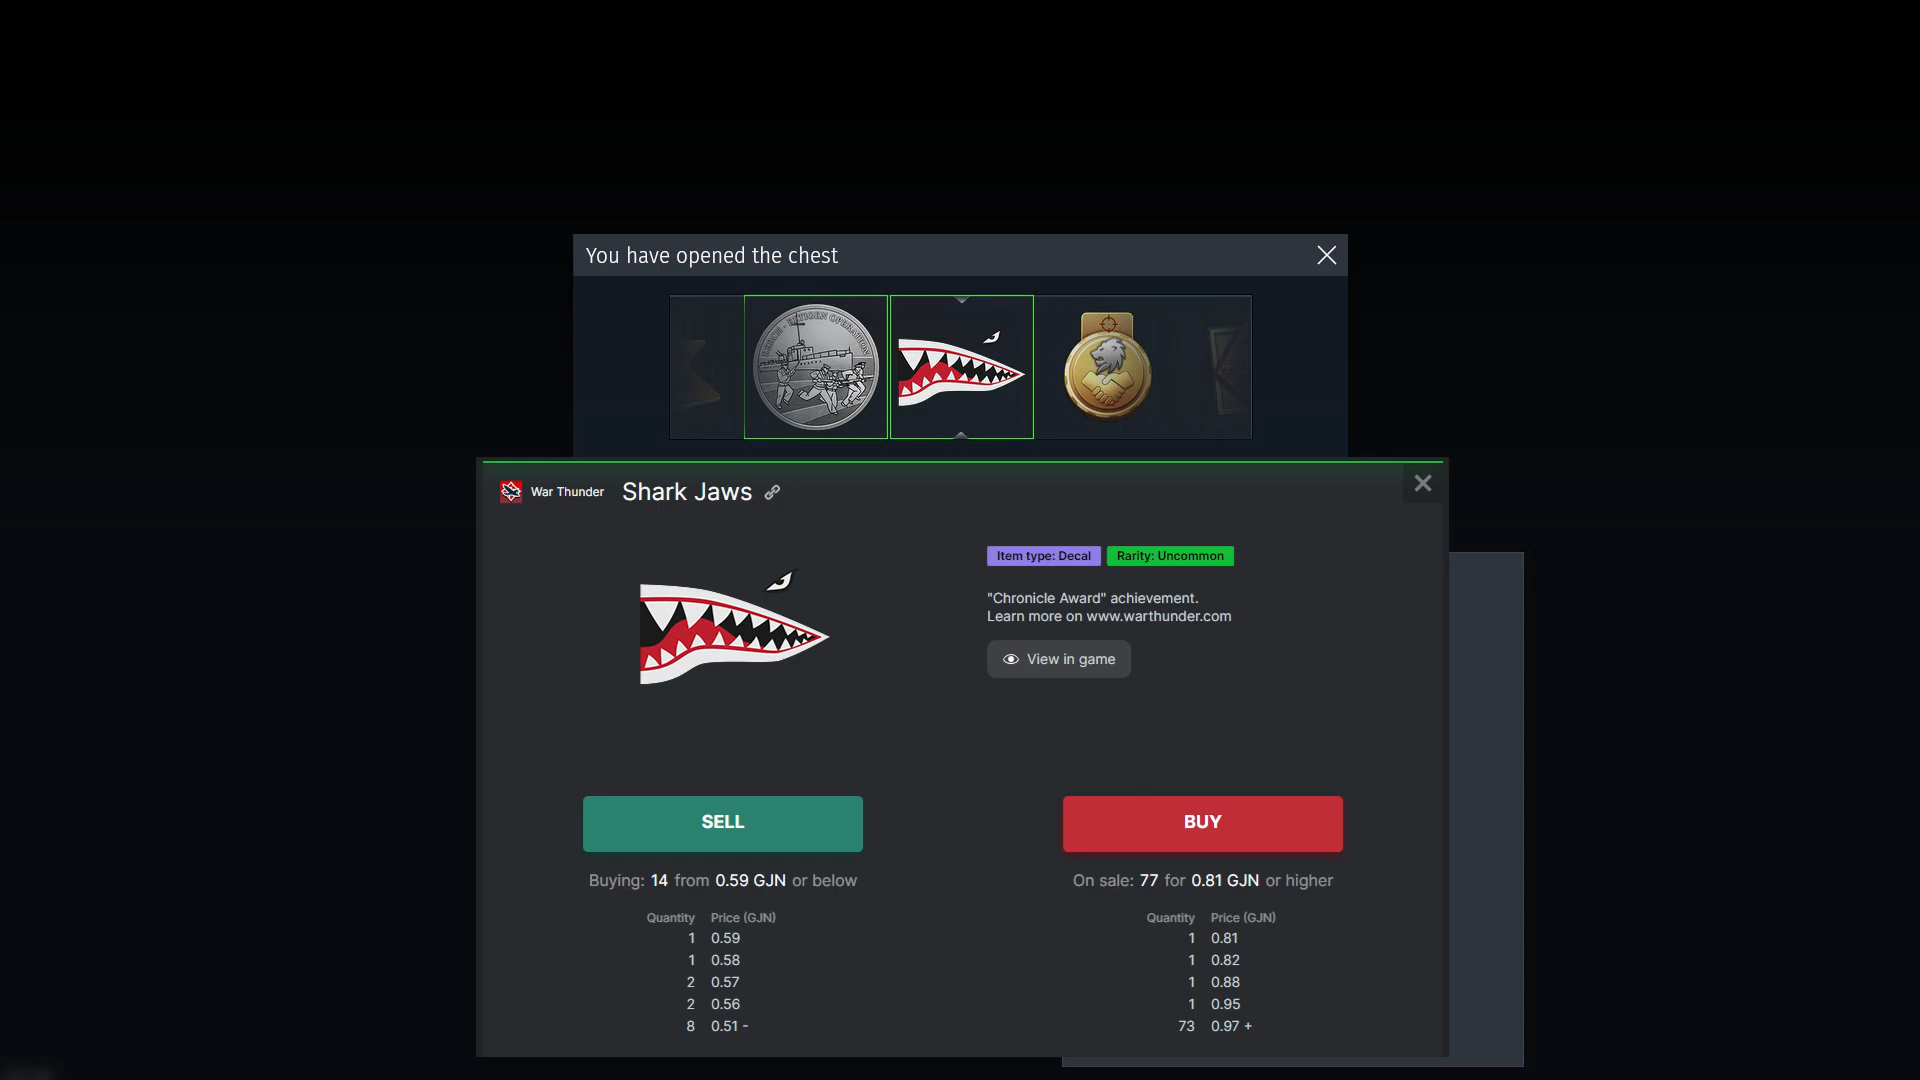 You have opened the chest
KERCH - ELTIGEN OPERATION
War Thunder
Shark Jaws
Item type: Decal
Rarity: Uncommon
"Chronicle Award" achievement.
Learn more on www.warthunder.com
View in game
SELL
BUY
Buying: 14 from 0.59 GJN or below
On sale: 77 for 0.81 GJN or higher
Quantity Price (GJN)
1 0.59
1 0.58
2 0.57
2 0.56
8 0.51 -
Quantity Price (GJN)
1 0.81
1 0.82
1 0.88
1 0.95
73 0.97 +